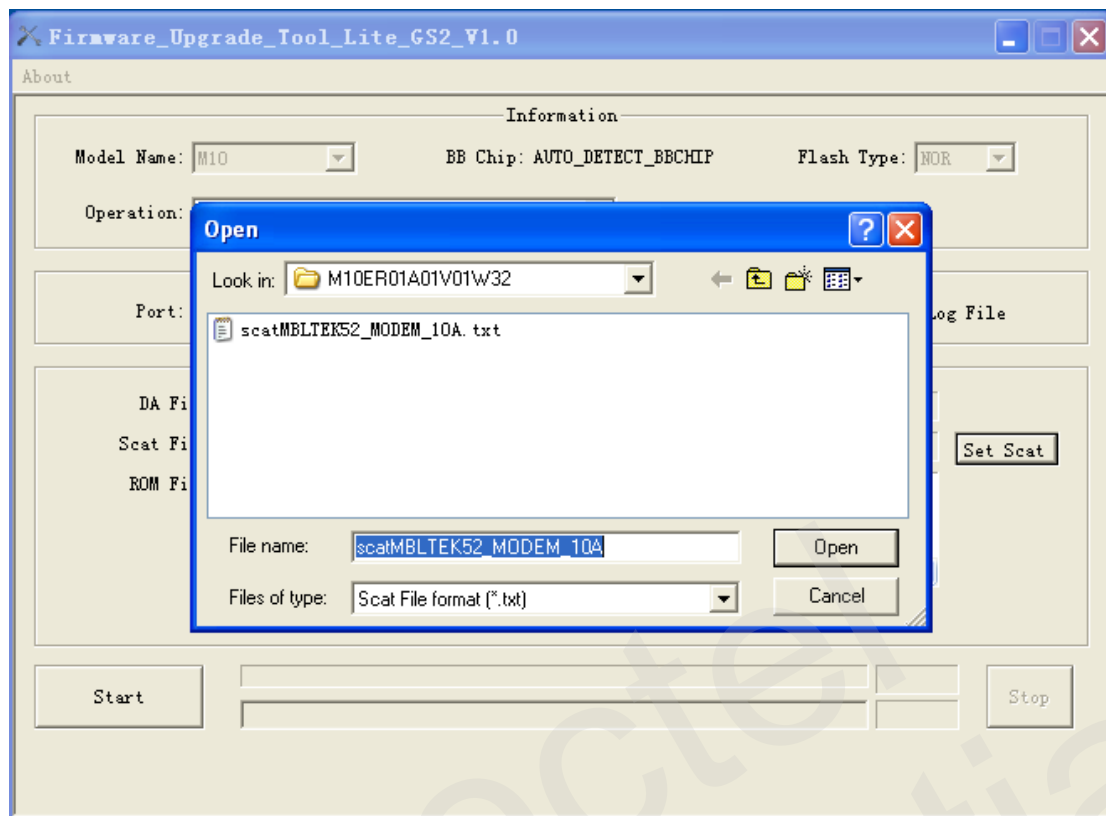 Firmware_Upgrade_Tool_Lite_GS2_V1.0
About
Information
Model Name: M10 BB Chip: AUTO_DETECT_BBCHIP Flash Type: NOR
Operation:
Open
Look in: M10ER01A01V01W32
Port:
scatMBLTEK52_MODEM_10A.txt
Log File
DA Fi
Scat Fi
Set Scat
ROM Fi
File name: scatMBLTEK52_MODEM_10A Open
Files of type: Scat File format (*.txt) Cancel
Start
Stop